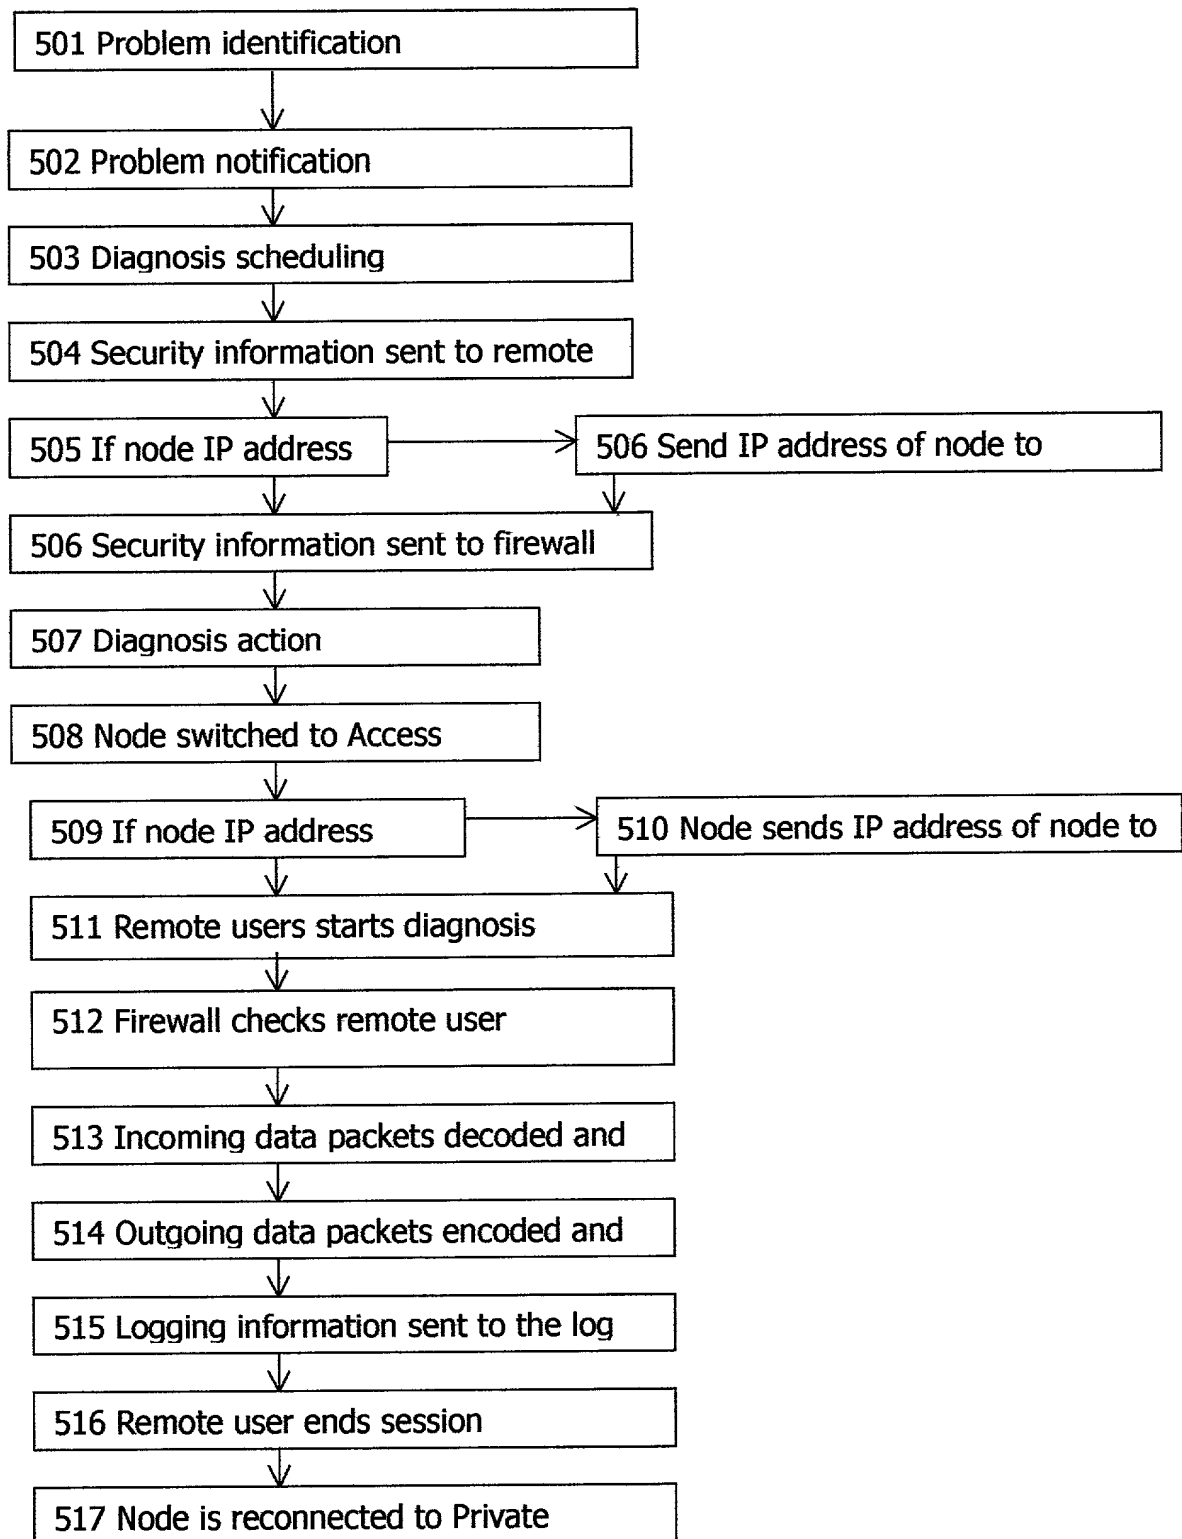 501 Problem identification
502 Problem notification
503 Diagnosis scheduling
504 Security information sent to remote
505 If node IP address
506 Send IP address of node to
506 Security information sent to firewall
507 Diagnosis action
508 Node switched to Access
509 If node IP address
510 Node sends IP address of node to
511 Remote users starts diagnosis
512 Firewall checks remote user
513 Incoming data packets decoded and
514 Outgoing data packets encoded and
515 Logging information sent to the log
516 Remote user ends session
517 Node is reconnected to Private